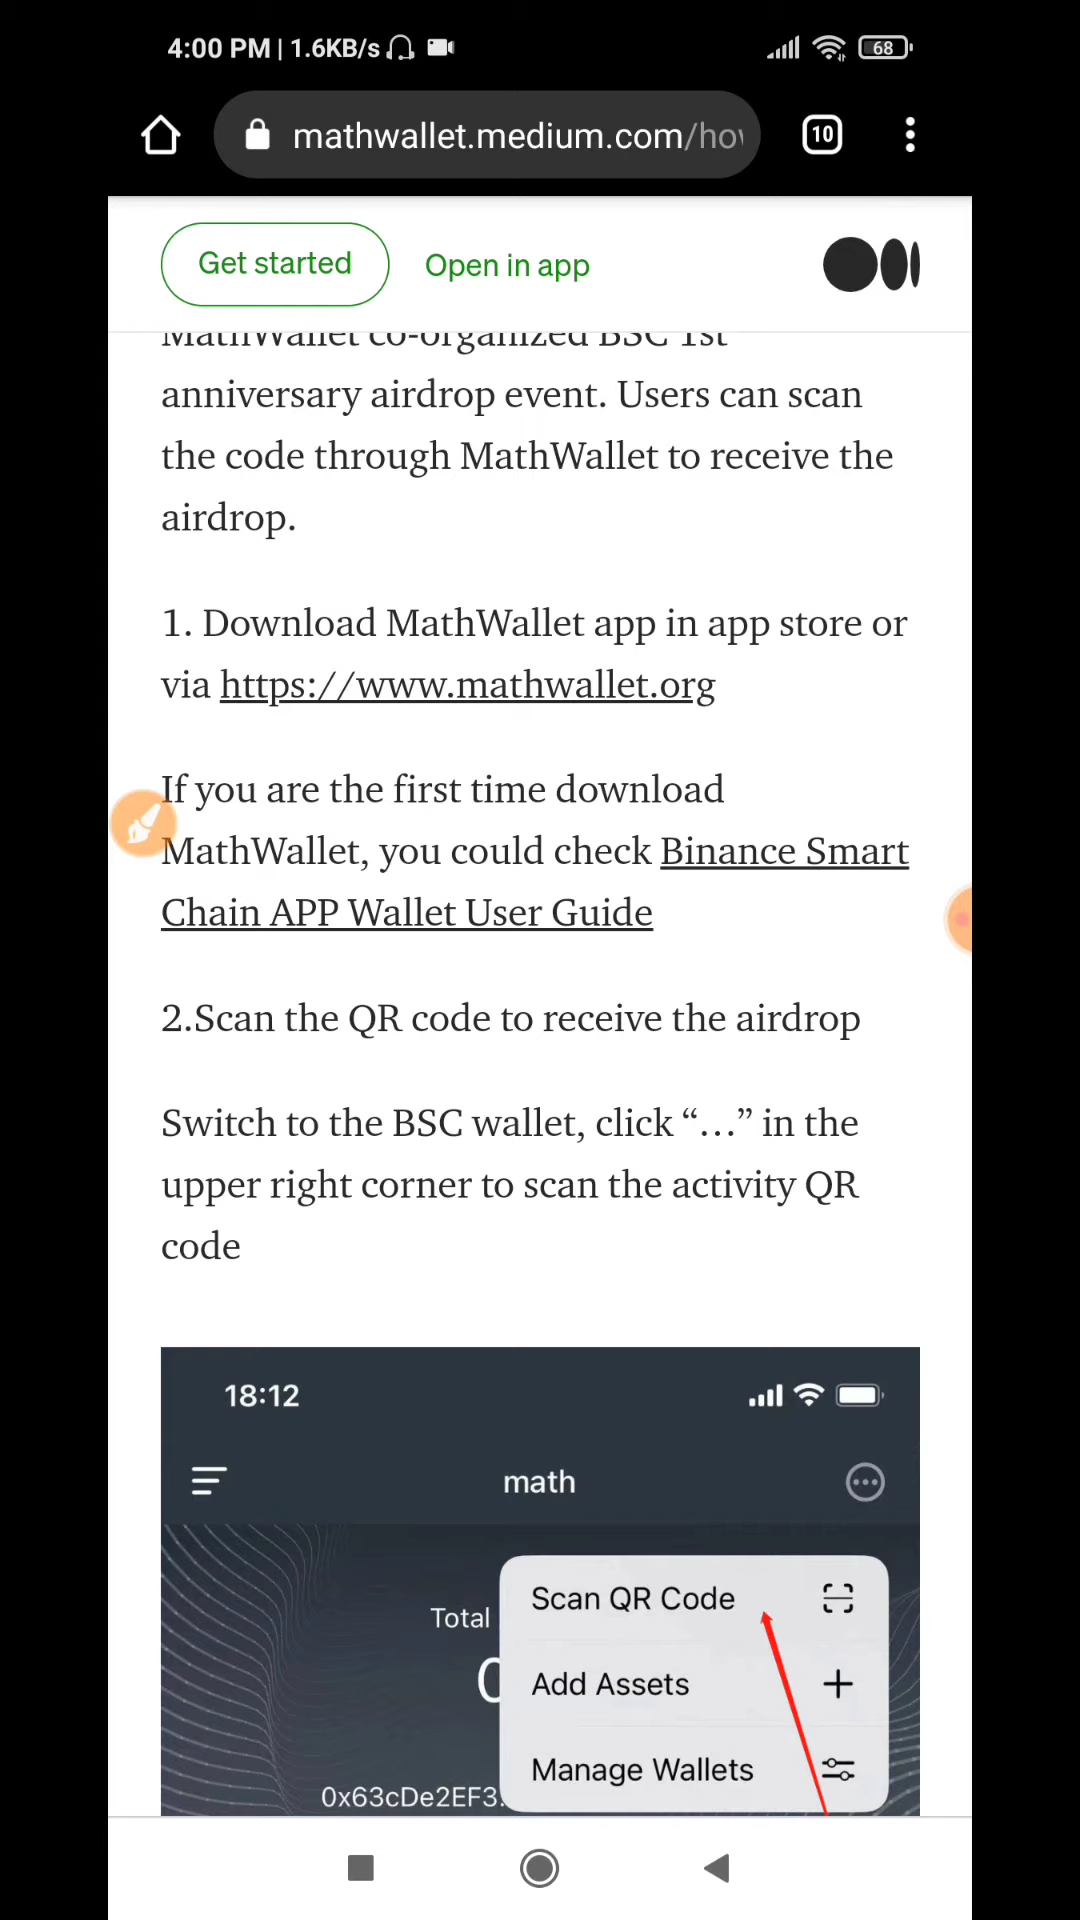 4:00 PM | 1.6KB/s
68
mathwallet.medium.com/ho
10
Get started
Open in app
MathWallet co-organized BSC 1st
anniversary airdrop event. Users can scan
the code through MathWallet to receive the
airdrop.
1. Download MathWallet app in app store or
via https://www.mathwallet.org
If you are the first time download
MathWallet, you could check Binance Smart
Chain APP Wallet User Guide
2.Scan the QR code to receive the airdrop
Switch to the BSC wallet, click “…” in the
upper right corner to scan the activity QR
code
18:12
math
Scan QR Code
Total
Add Assets
Manage Wallets
0x63cDe2EF3.